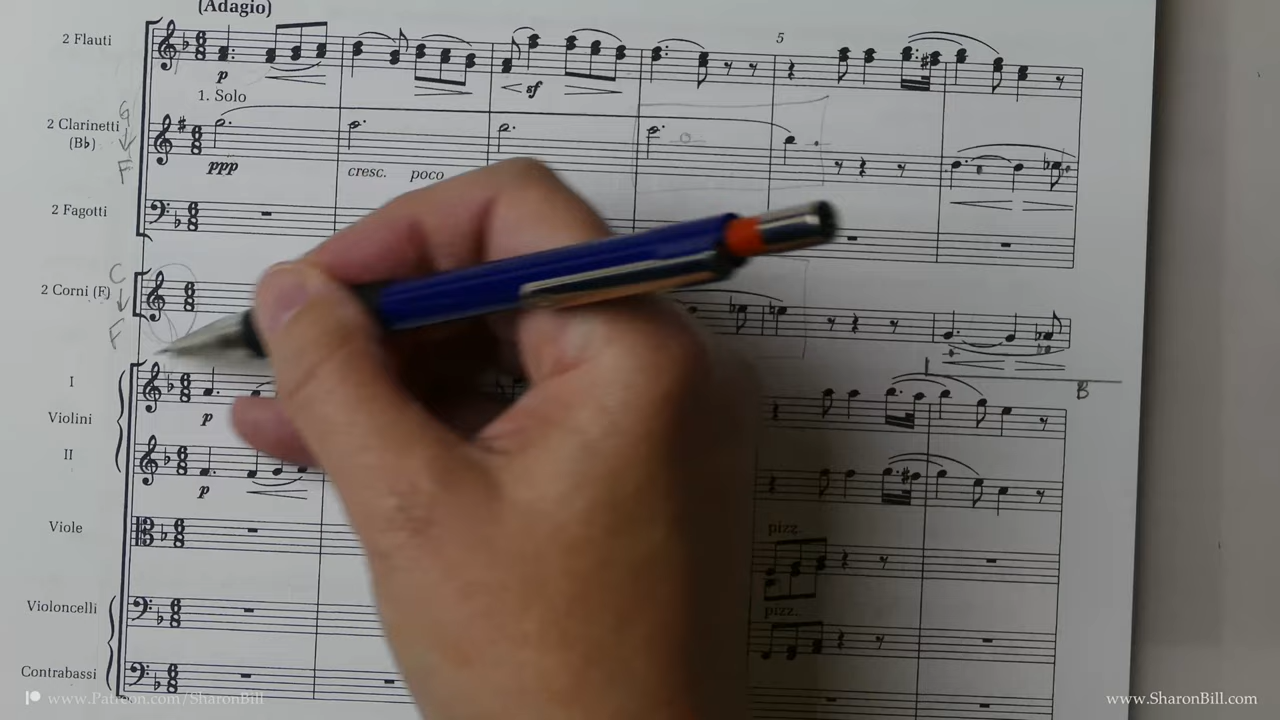 (Adagio)
2 Flauti
p
sf
5
1. Solo
2 Clarinetti
(B♭)
G
F
ppp
cresc. poco
2 Fagotti
C
2 Corni (F)
F
I
Violini
p
B
II
p
Viole
pizz.
Violoncelli
pizz.
Contrabassi
www.Patreon.com/SharonBill
www.SharonBill.com